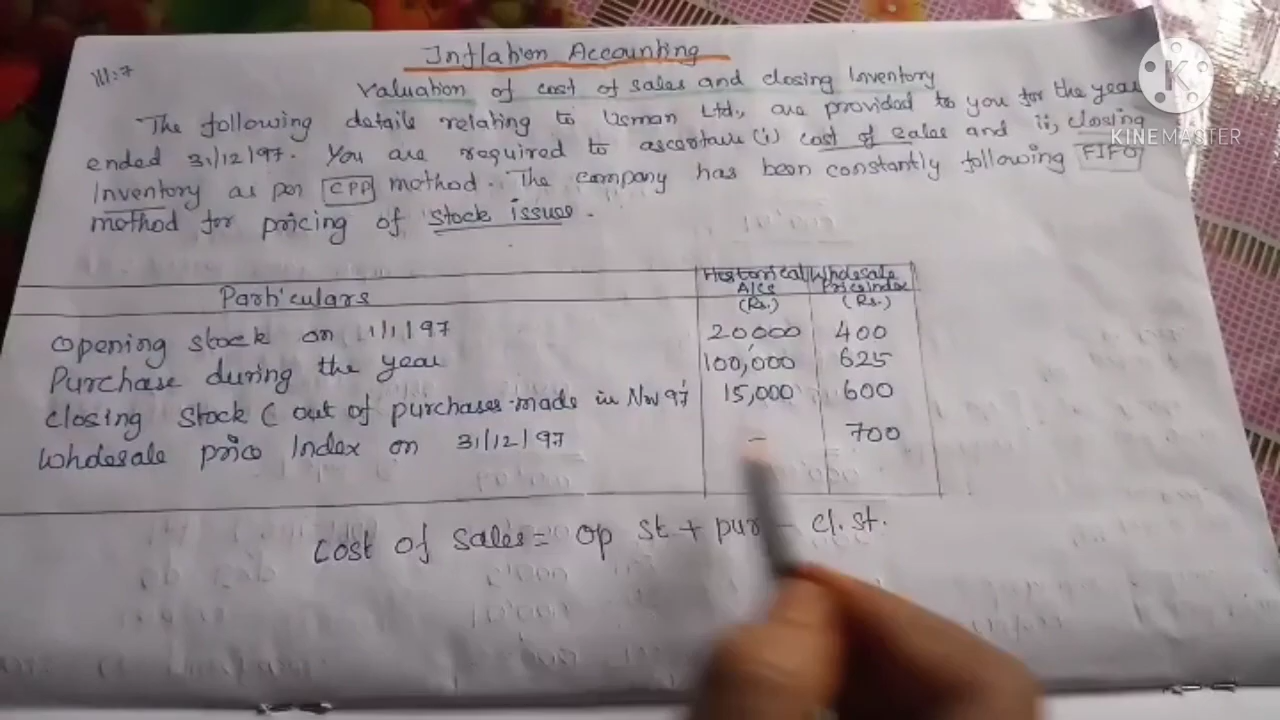 Inflation Accounting
Ill:7
Valuation of cost of sales and closing Inventory
The following details relating to Usman Ltd., are provided to you for the year
ended 31/12/97. You are required to ascertain (i) cost of sales and ii, closing
Inventory as per CPP method. The company has been constantly following FIFO
method for pricing of stock issues.
Particulars
Historical A/cs (Rs.)
Wholesale Price Index (Rs.)
Opening stock on 1/1/97 20000 400
Purchase during the year 100,000 625
closing stock ( out of purchases made in Nov 97 15,000 600
Wholesale price Index on 31/12/97 - 700
cost of sales = op st + pur - cl. st.
K
KINEMASTER